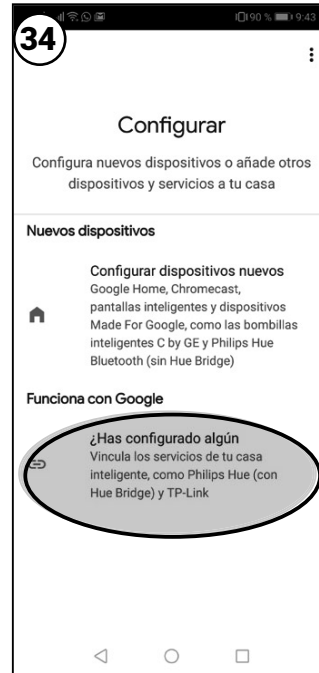 34
90 % 9:43
Configurar
Configura nuevos dispositivos o añade otros
dispositivos y servicios a tu casa
Nuevos dispositivos
Configurar dispositivos nuevos
Google Home, Chromecast,
pantallas inteligentes y dispositivos
Made For Google, como las bombillas
inteligentes C by GE y Philips Hue
Bluetooth (sin Hue Bridge)
Funciona con Google
¿Has configurado algún
Vincula los servicios de tu casa
inteligente, como Philips Hue (con
Hue Bridge) y TP-Link